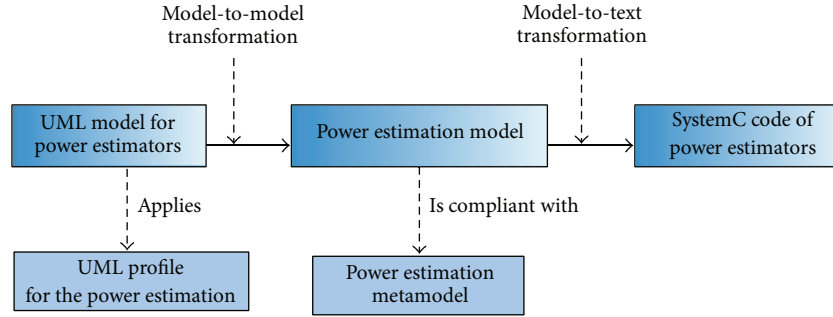 Model-to-model
transformation
Model-to-text
transformation
UML model for
power estimators
Power estimation model
SystemC code of
power estimators
Applies
Is compliant with
UML profile
for the power estimation
Power estimation
metamodel